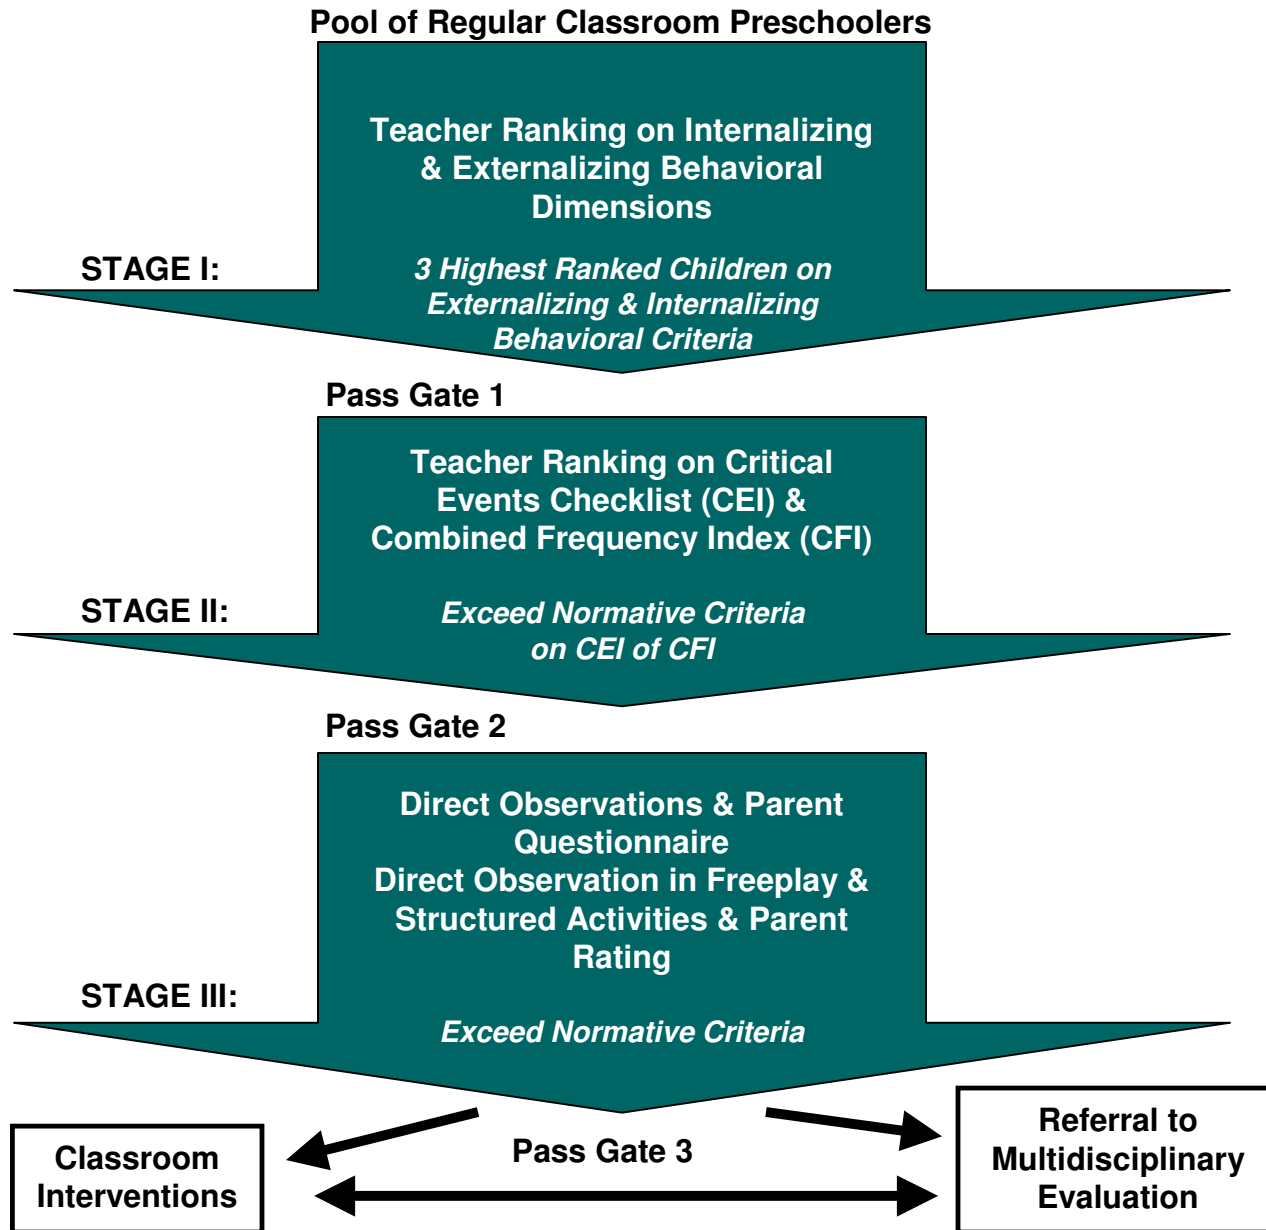 Pool of Regular Classroom Preschoolers
Teacher Ranking on Internalizing
& Externalizing Behavioral
Dimensions
STAGE I:
3 Highest Ranked Children on
Externalizing & Internalizing
Behavioral Criteria
Pass Gate 1
Teacher Ranking on Critical
Events Checklist (CEI) &
Combined Frequency Index (CFI)
STAGE II:
Exceed Normative Criteria
on CEI of CFI
Pass Gate 2
Direct Observations & Parent
Questionnaire
Direct Observation in Freeplay &
Structured Activities & Parent
Rating
STAGE III:
Exceed Normative Criteria
Classroom
Interventions
Pass Gate 3
Referral to
Multidisciplinary
Evaluation